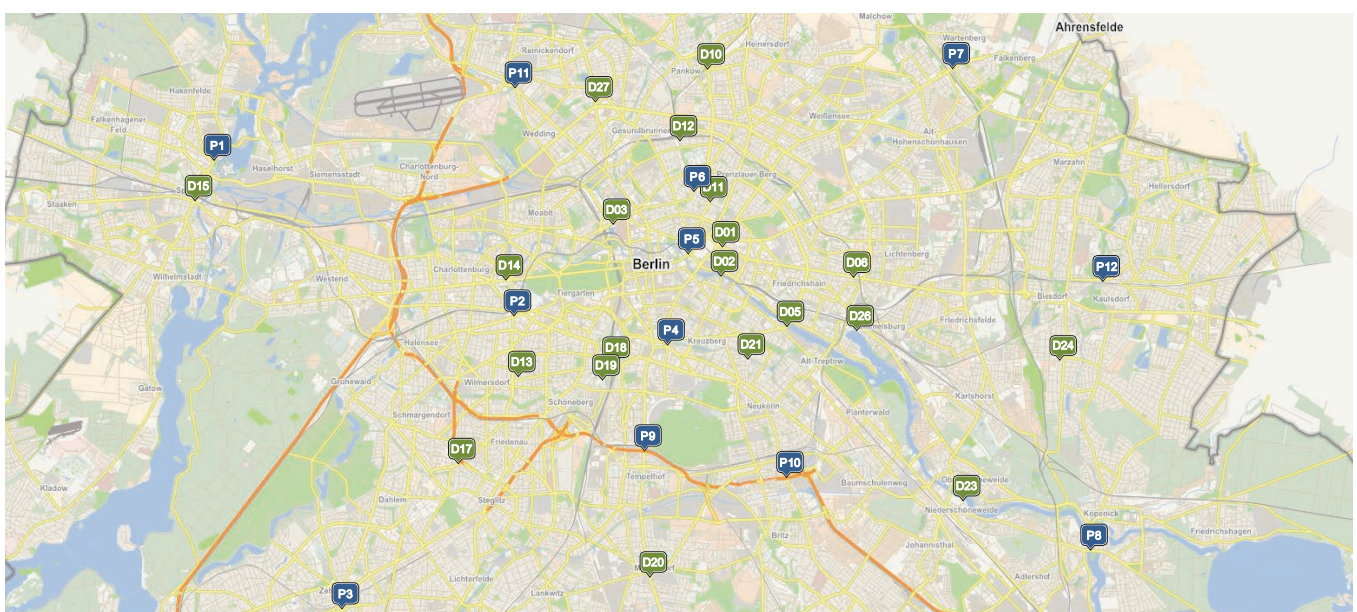 Malchow
Ahrensfelde
Wartenberg
P7
Falkenberg
Reinickendorf
D10
Heinersdorf
Pankow
P11
D27
Hakenfelde
Falkenhagener
Feld
P1
Haselhorst
Siemensstadt
Wedding
Gesundbrunnen
D12
Weißensee
Alt-
Hohenschönhausen
Marzahn
Charlottenburg-
Nord
P6
Prenzlauer Berg
D11
Hellersdorf
D15
Staaken
Moabit
D03
D01
P5
Lichtenberg
Westend
Wilhelmstadt
Charlottenburg
D14
Berlin
D02
D06
P12
Biesdorf
Kaulsdorf
Tiergarten
Friedrichshain
P2
D05
D26
Friedrichsfelde
P4
Kreuzberg
D21
D18
D19
D24
Halensee
D13
Alt-Treptow
Grunewald
Wilmersdorf
Gatow
Karlshorst
Schöneberg
Neukölln
Plänterwald
Schmargendorf
Friedenau
P9
D17
P10
Tempelhof
Baumschulenweg
D23
Kladow
Dahlem
Steglitz
Niederschöneweide
Köpenick
P8
Friedrichshagen
Britz
Johannisthal
D20
Lichterfelde
Lankwitz
Adlershof
P3